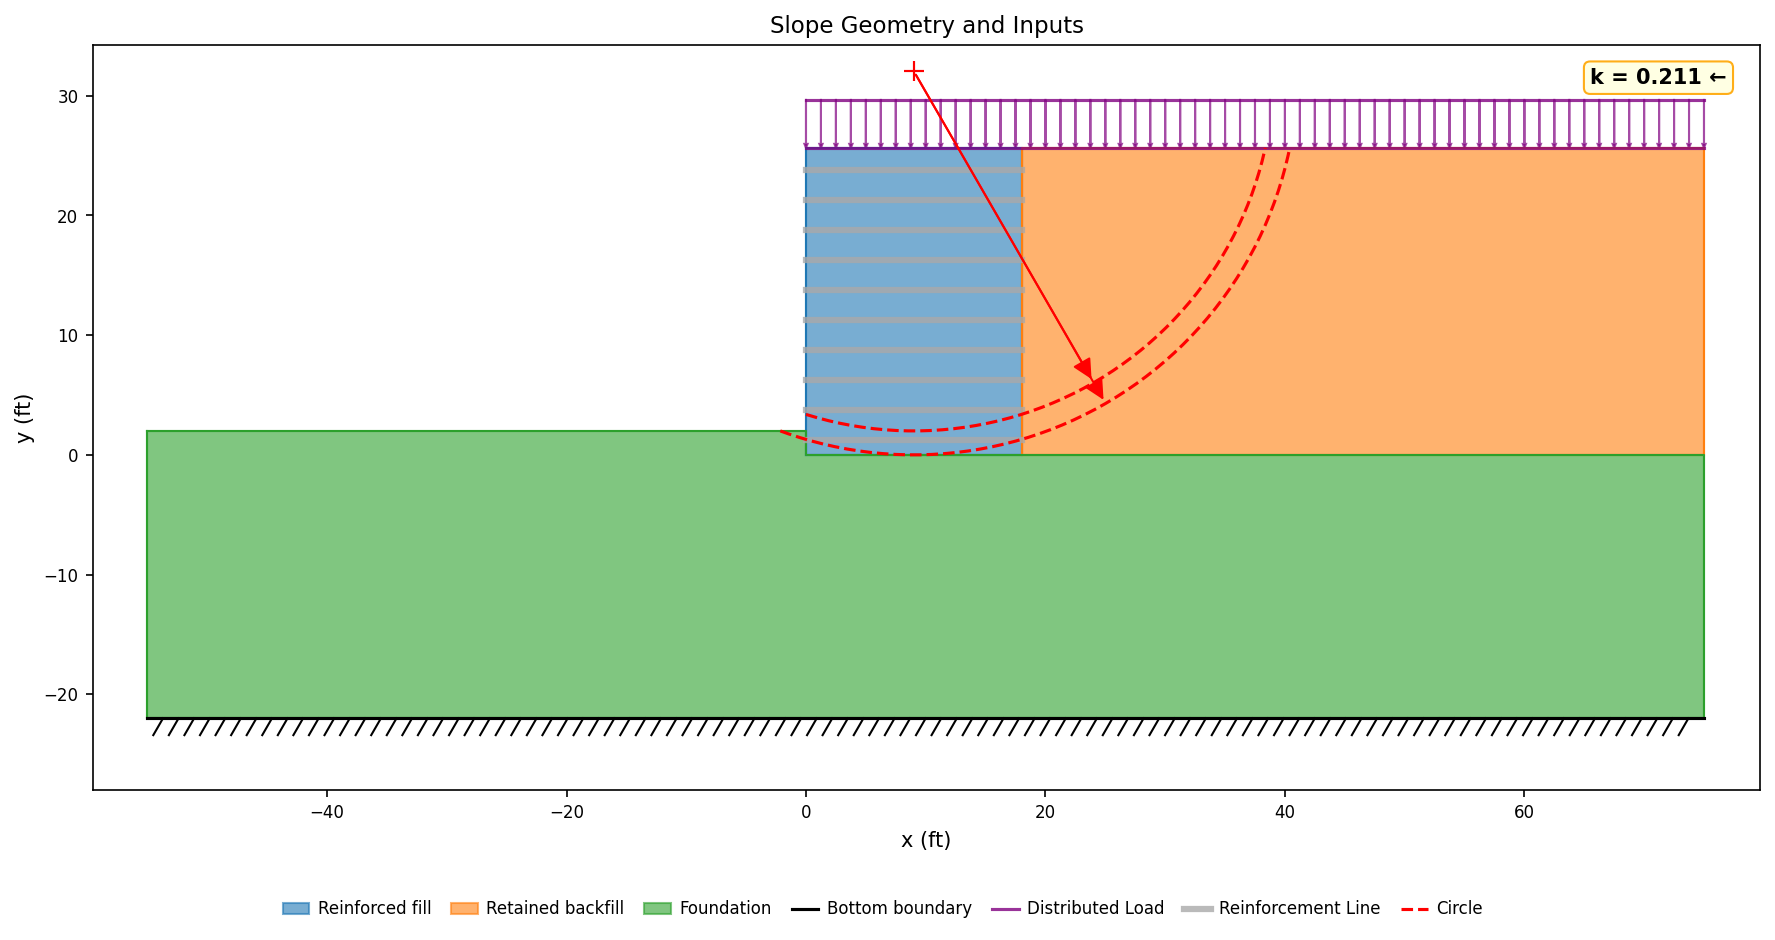 Slope Geometry and Inputs
k = 0.211 ←
y (ft)
30
20
10
0
−10
−20
−40
−20
0
20
40
60
x (ft)
Reinforced fill
Retained backfill
Foundation
Bottom boundary
Distributed Load
Reinforcement Line
Circle